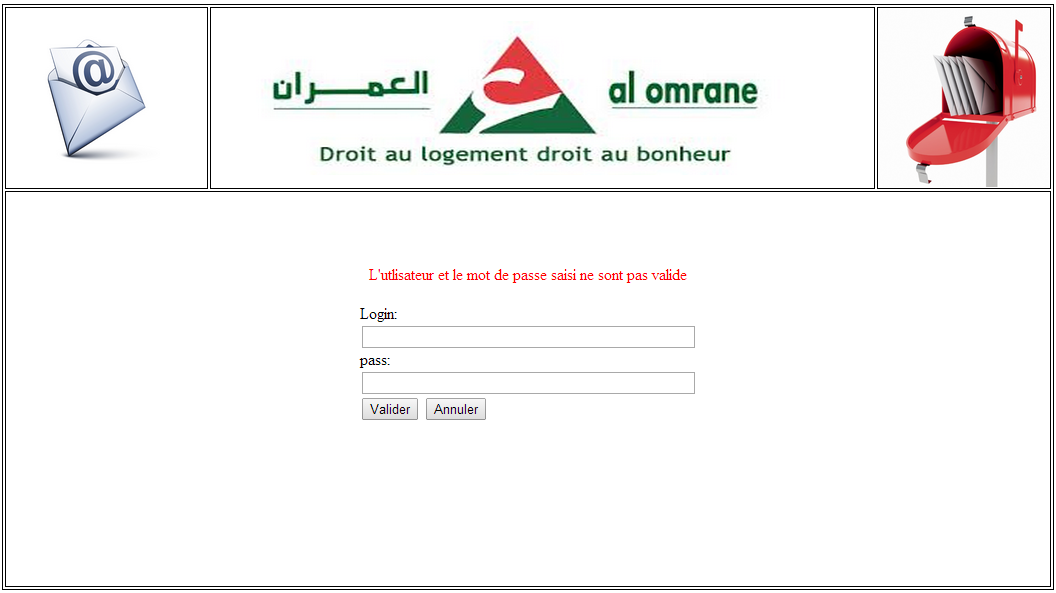 @
العمران
al omrane
Droit au logement droit au bonheur
L'utlisateur et le mot de passe saisi ne sont pas valide
Login:
pass:
Valider Annuler